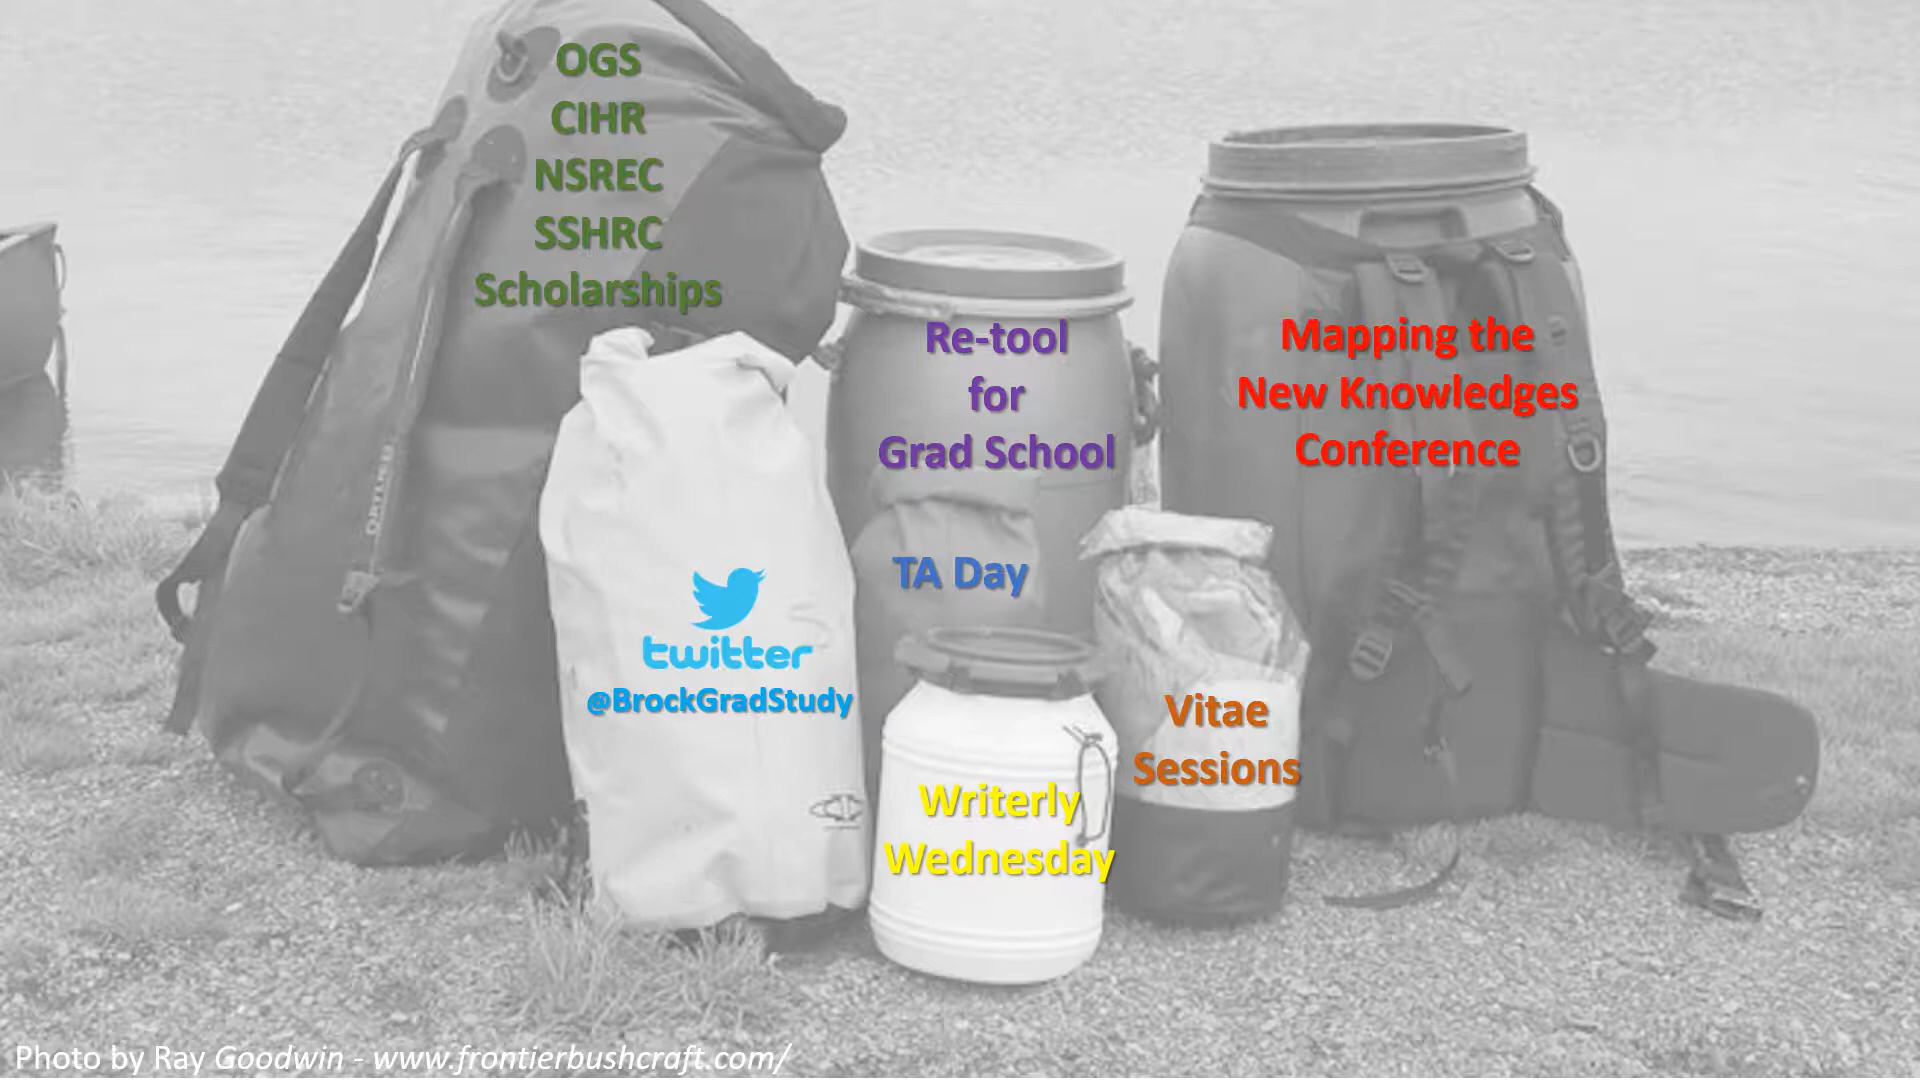 OGS
CIHR
NSREC
SSHRC
Scholarships
Re-tool
for
Grad School
Mapping the
New Knowledges
Conference
TA Day
twitter
@BrockGradStudy
Vitae
Sessions
Writerly
Wednesday
Photo by Ray Goodwin - www.frontierbushcraft.com/